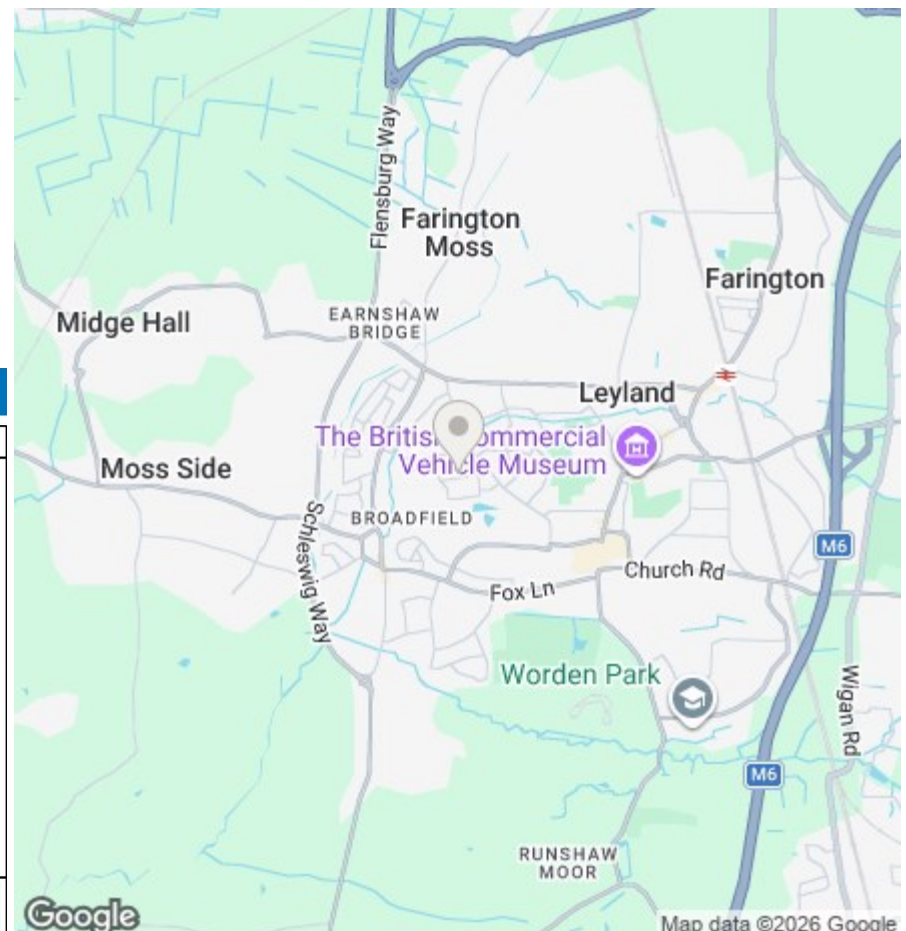 Flensburg Way
Farington
Moss
Farington
EARNSHAW
BRIDGE
Midge Hall
Leyland
The British Commercial
Vehicle Museum
Moss Side
BROADFIELD
Schleswig Way
M6
Church Rd
Fox Ln
Worden Park
Wigan Rd
M6
RUNSHAW
MOOR
Google
Map data ©2026 Google